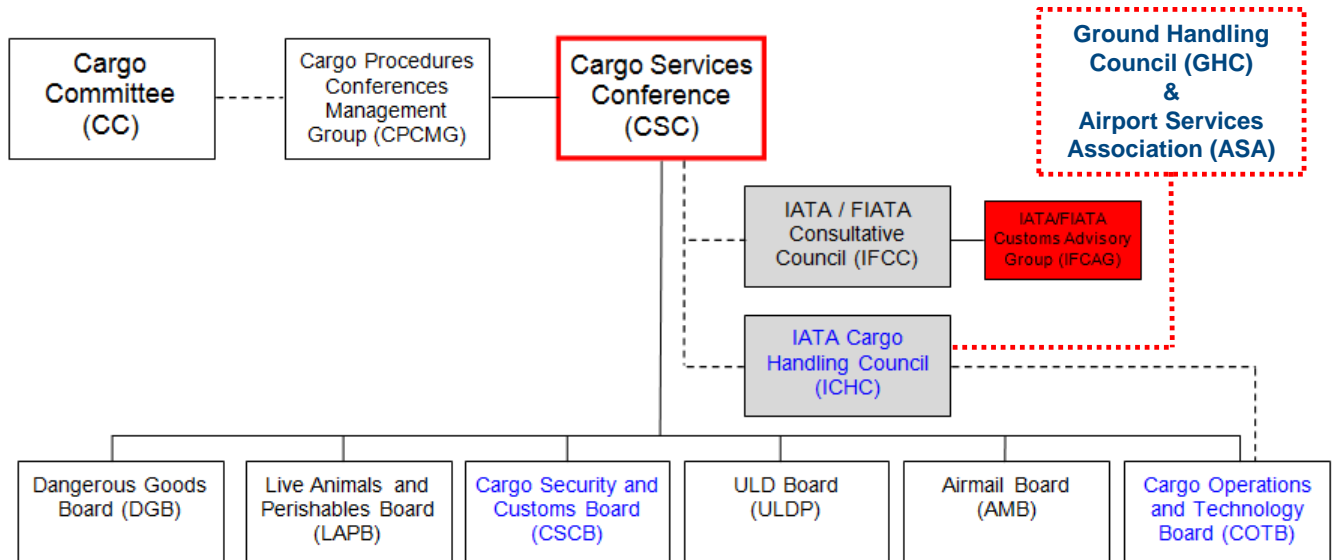 Cargo
Committee
(CC)
Cargo Procedures
Conferences
Management
Group (CPCMG)
Cargo Services
Conference
(CSC)
Ground Handling
Council (GHC)
&
Airport Services
Association (ASA)
IATA / FIATA
Consultative
Council (IFCC)
IATA/FIATA
Customs Advisory
Group (IFCAG)
IATA Cargo
Handling Council
(ICHC)
Dangerous Goods
Board (DGB)
Live Animals and
Perishables Board
(LAPB)
Cargo Security and
Customs Board
(CSCB)
ULD Board
(ULDP)
Airmail Board
(AMB)
Cargo Operations
and Technology
Board (COTB)